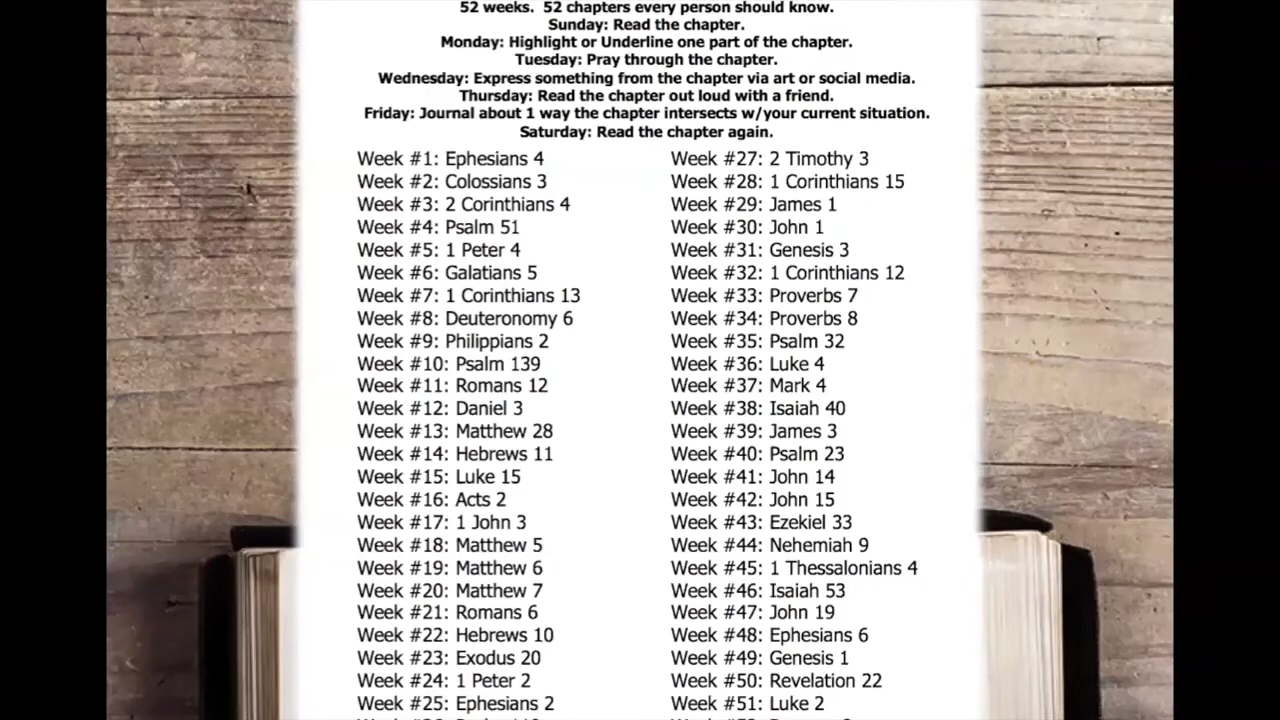 52 weeks.  52 chapters every person should know.
Sunday: Read the chapter.
Monday: Highlight or Underline one part of the chapter.
Tuesday: Pray through the chapter.
Wednesday: Express something from the chapter via art or social media.
Thursday: Read the chapter out loud with a friend.
Friday: Journal about 1 way the chapter intersects w/your current situation.
Saturday: Read the chapter again.
Week #1: Ephesians 4
Week #2: Colossians 3
Week #3: 2 Corinthians 4
Week #4: Psalm 51
Week #5: 1 Peter 4
Week #6: Galatians 5
Week #7: 1 Corinthians 13
Week #8: Deuteronomy 6
Week #9: Philippians 2
Week #10: Psalm 139
Week #11: Romans 12
Week #12: Daniel 3
Week #13: Matthew 28
Week #14: Hebrews 11
Week #15: Luke 15
Week #16: Acts 2
Week #17: 1 John 3
Week #18: Matthew 5
Week #19: Matthew 6
Week #20: Matthew 7
Week #21: Romans 6
Week #22: Hebrews 10
Week #23: Exodus 20
Week #24: 1 Peter 2
Week #25: Ephesians 2
Week #27: 2 Timothy 3
Week #28: 1 Corinthians 15
Week #29: James 1
Week #30: John 1
Week #31: Genesis 3
Week #32: 1 Corinthians 12
Week #33: Proverbs 7
Week #34: Proverbs 8
Week #35: Psalm 32
Week #36: Luke 4
Week #37: Mark 4
Week #38: Isaiah 40
Week #39: James 3
Week #40: Psalm 23
Week #41: John 14
Week #42: John 15
Week #43: Ezekiel 33
Week #44: Nehemiah 9
Week #45: 1 Thessalonians 4
Week #46: Isaiah 53
Week #47: John 19
Week #48: Ephesians 6
Week #49: Genesis 1
Week #50: Revelation 22
Week #51: Luke 2